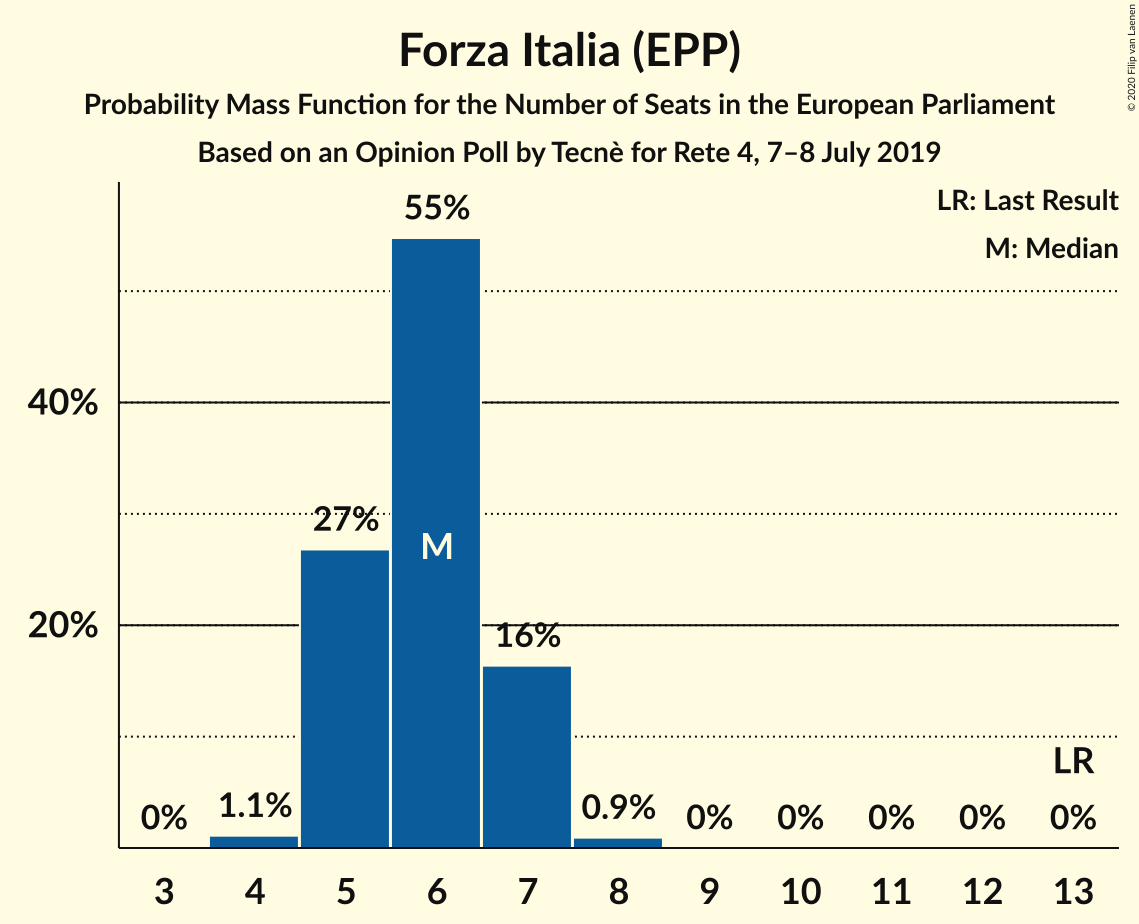 Forza Italia (EPP)
Probability Mass Function for the Number of Seats in the European Parliament
Based on an Opinion Poll by Tecnè for Rete 4, 7–8 July 2019
© 2020 Filip van Laenen
LR: Last Result
M: Median
55%
40%
27%
M
20%
16%
LR
0%
1.1%
0.9%
0%
0%
0%
0%
0%
3 4 5 6 7 8 9 10 11 12 13